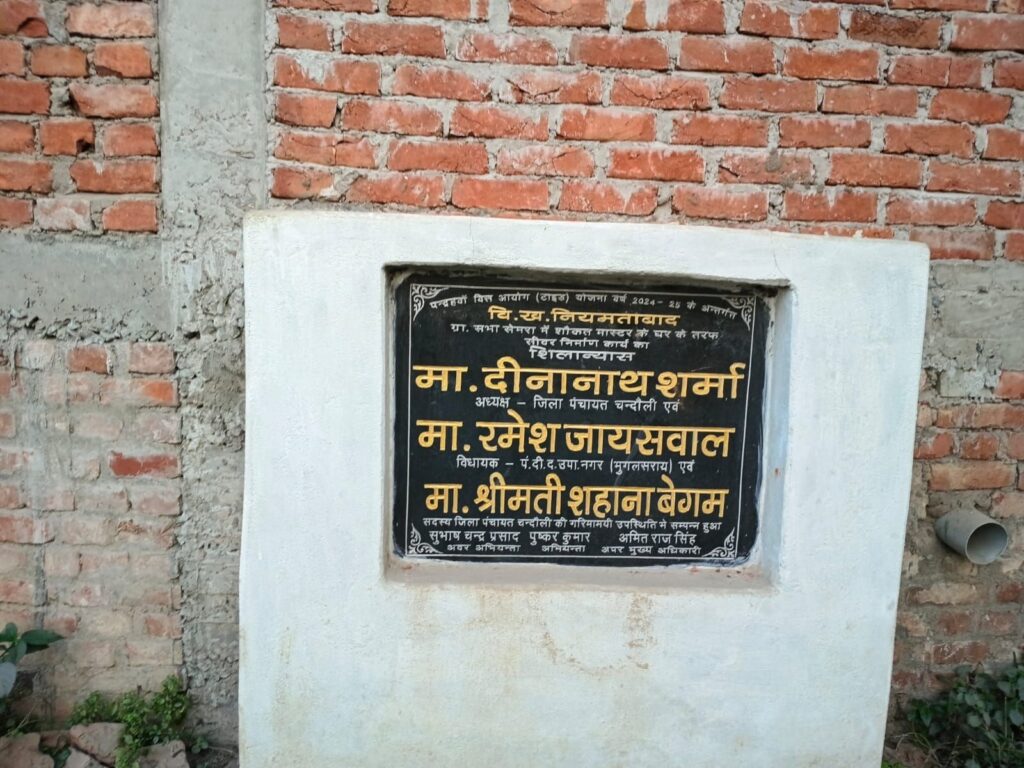 पन्द्रहवाँ वित्त आयोग (टाइड) योजना वर्ष 2024-25 के अन्तर्गत
वि.ख.नियमताबाद
ग्रा. सभा सेमरा में शौकत मास्टर के घर के तरफ
सीवर निर्माण कार्य का
शिलान्यास
मा.दीनानाथ शर्मा
अध्यक्ष - जिला पंचायत चन्दौली एवं
मा.रमेश जायसवाल
विधायक - पं.दी.द.उपा.नगर (मुगलसराय) एवं
मा.श्रीमती शहाना बेगम
सदस्य जिला पंचायत चन्दौली की गरिमामयी उपस्थिति मे सम्पन्न हुआ
सुभाष चन्द्र प्रसाद पुष्कर कुमार अमित राज सिंह
अवर अभियन्ता अभियन्ता अपर मुख्य अधिकारी